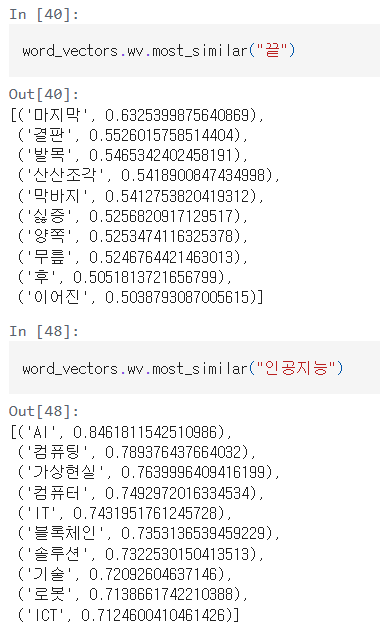 In [40]:
word_vectors.wv.most_similar("끝")
Out[40]:
[('마지막', 0.6325399875640869),
('결판', 0.5526015758514404),
('발목', 0.5465342402458191),
('산산조각', 0.5418900847434998),
('막바지', 0.5412753820419312),
('싫증', 0.5256820917129517),
('양쪽', 0.5253474116325378),
('무릎', 0.5246764421463013),
('후', 0.5051813721656799),
('이어진', 0.5038793087005615)]
In [48]:
word_vectors.wv.most_similar("인공지능")
Out[48]:
[('AI', 0.8461811542510986),
('컴퓨팅', 0.789376437664032),
('가상현실', 0.7639996409416199),
('컴퓨터', 0.7492972016334534),
('IT', 0.7431951761245728),
('블록체인', 0.7353136539459229),
('솔루션', 0.7322530150413513),
('기술', 0.72092604637146),
('로봇', 0.7138661742210388),
('ICT', 0.7124600410461426)]